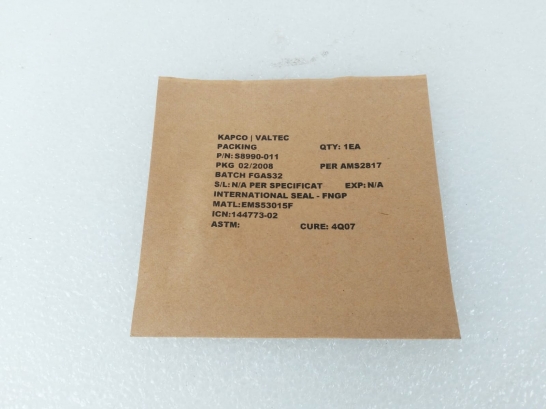 KAPCO | VALTEC
PACKING QTY: 1EA
P/N: S8990-011
PKG 02/2008 PER AMS2817
BATCH FGAS32
S/L: N/A PER SPECIFICAT EXP: N/A
INTERNATIONAL SEAL - FNGP
MATL:EMS53015F
ICN:144773-02
ASTM: CURE: 4Q07